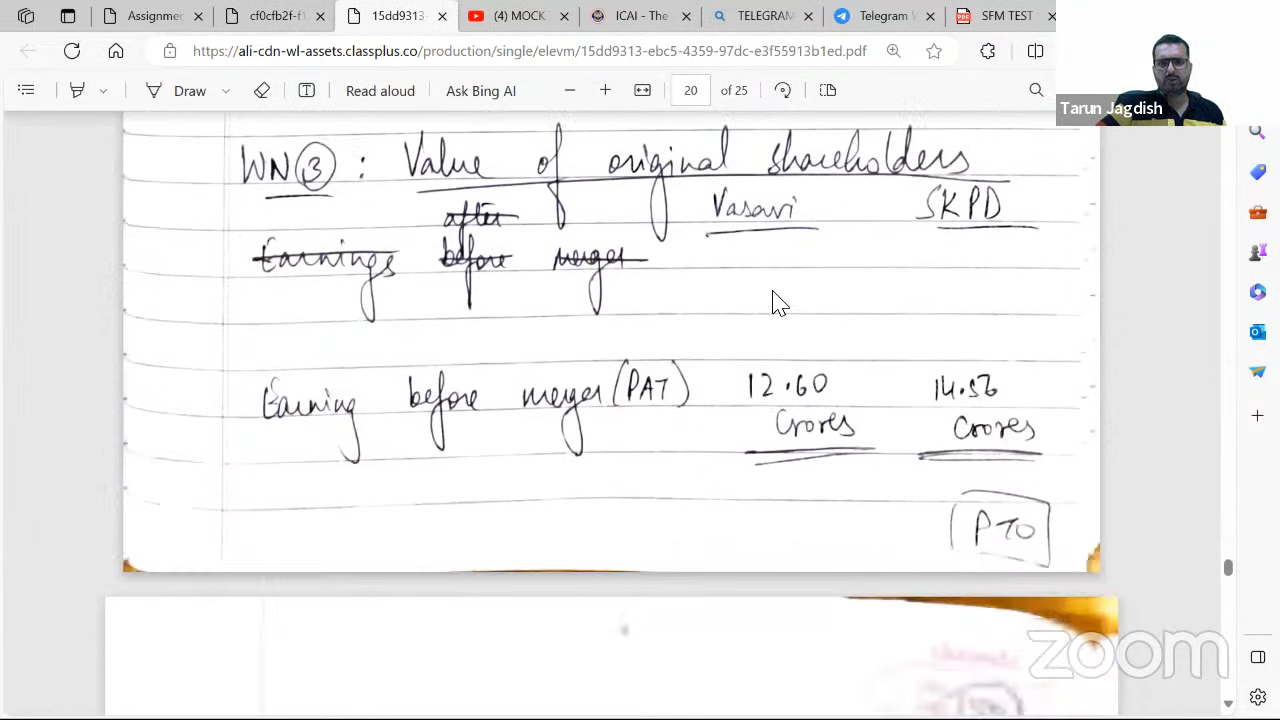 Assignment
0cfb2f-f
15dd9313
(4) MOCK
ICAI - The
TELEGRAM
Telegram
SFM TEST
https://ali-cdn-wl-assets.classplus.co/production/single/elevm/15dd9313-ebc5-4359-97dc-e3f55913b1ed.pdf
Draw
Read aloud
Ask Bing AI
20
of 25
Tarun Jagdish
WN ③ : Value of original shareholders
Vasavi SKPD
after
Earnings before merger
Earning before merger (PAT) 12.60 14.56
Crores Crores
PTO
zoom